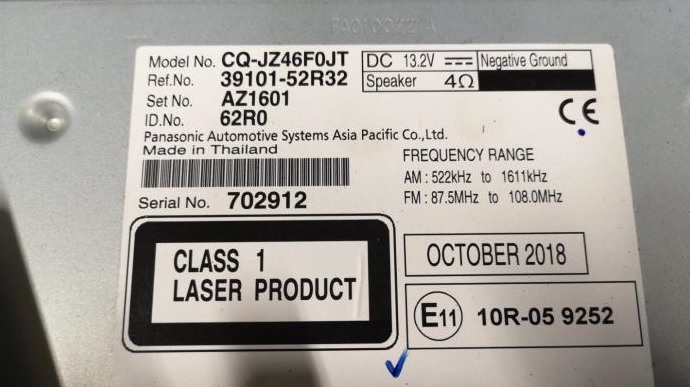 Model No. CQ-JZ46F0JT
Ref.No. 39101-52R32
Set No. AZ1601
ID.No. 62R0
DC 13.2V Negative Ground
Speaker 4Ω
Panasonic Automotive Systems Asia Pacific Co.,Ltd.
Made in Thailand
CE
FREQUENCY RANGE
AM : 522kHz to 1611kHz
FM : 87.5MHz to 108.0MHz
Serial No. 702912
CLASS 1
LASER PRODUCT
OCTOBER 2018
E11 10R-05 9252